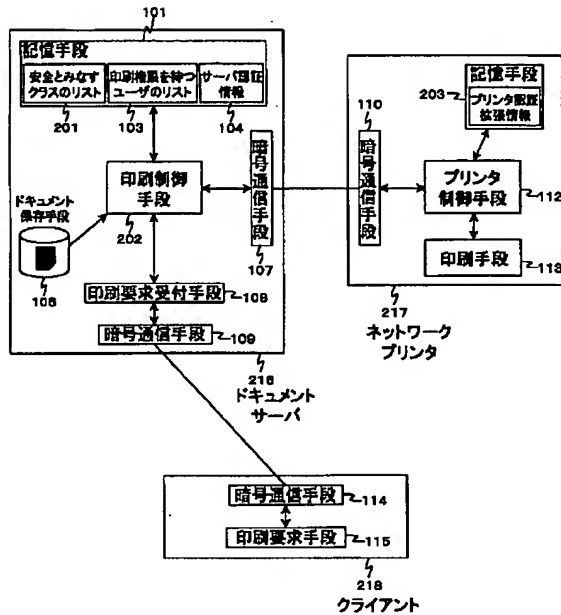 101
記憶手段
安全とみなす
クラスのリスト
印刷権限を持つ
ユーザのリスト
サーバ認証
情報
201
103
104
印刷制御
手段
202
ドキュメント
保存手段
暗号通信手段
107
印刷要求受付手段
108
暗号通信手段
109
216
ドキュメント
サーバ
110
暗号通信手段
203
記憶手段
プリンタ認証
拡張情報
プリンタ
制御手段
112
印刷手段
113
217
ネットワーク
プリンタ
暗号通信手段
114
印刷要求手段
115
218
クライアント